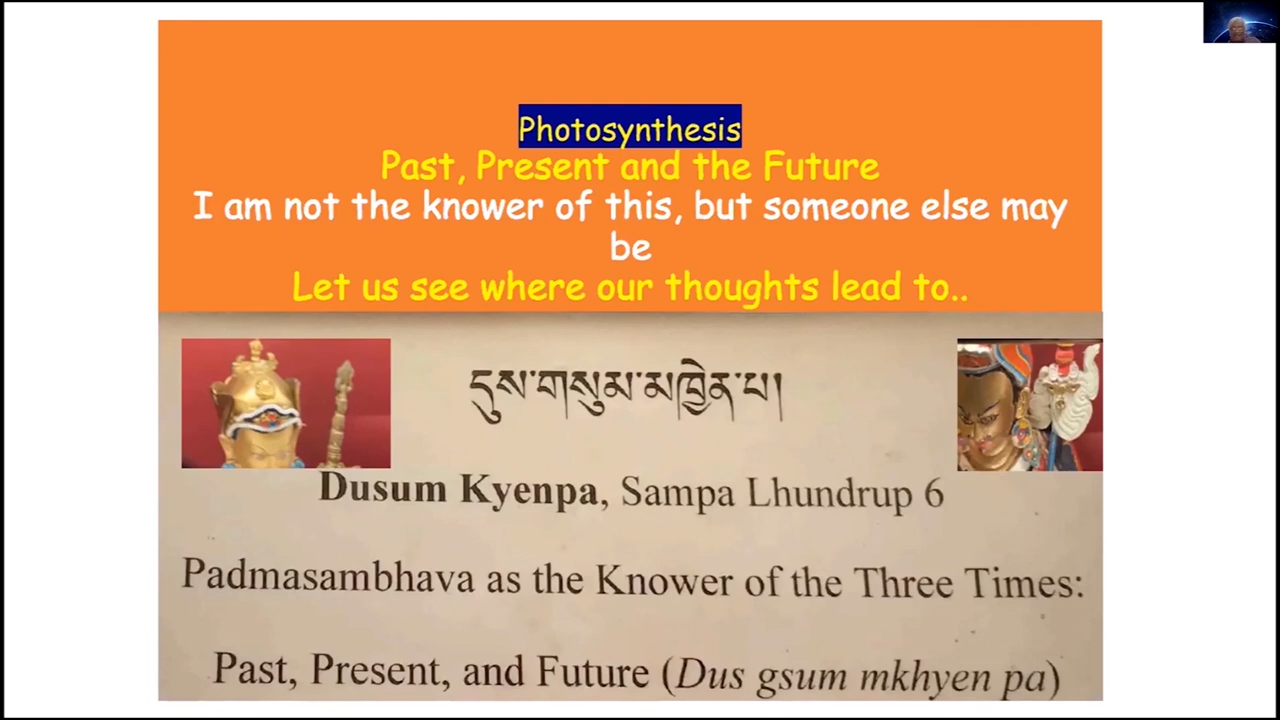 Photosynthesis
Past, Present and the Future
I am not the knower of this, but someone else may
be
Let us see where our thoughts lead to..
དུས་གསུམ་མཁྱེན་པ།
Dusum Kyenpa, Sampa Lhundrup 6
Padmasambhava as the Knower of the Three Times:
Past, Present, and Future (Dus gsum mkhyen pa)